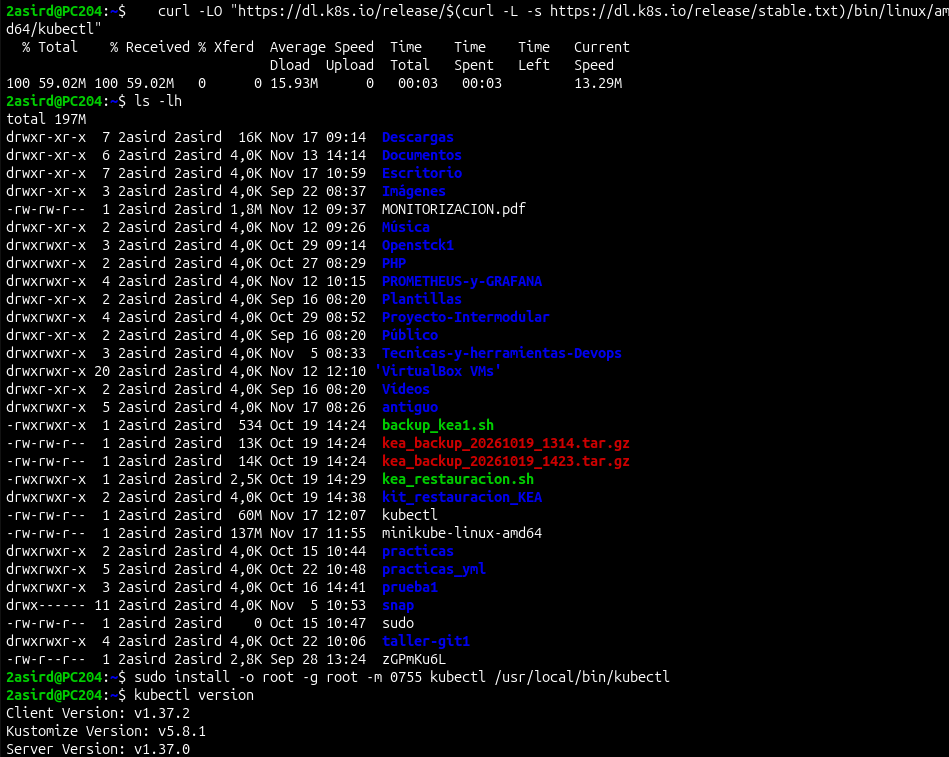 2asird@PC204:~$    curl -LO "https://dl.k8s.io/release/$(curl -L -s https://dl.k8s.io/release/stable.txt)/bin/linux/am
d64/kubectl"
  % Total    % Received % Xferd  Average Speed  Time    Time    Time   Current
                                 Dload  Upload  Total   Spent   Left   Speed
100 59.02M 100 59.02M   0      0 15.93M      0   00:03   00:03         13.29M
2asird@PC204:~$ ls -lh
total 197M
drwxr-xr-x  7 2asird 2asird  16K Nov 17 09:14  Descargas
drwxr-xr-x  6 2asird 2asird 4,0K Nov 13 14:14  Documentos
drwxr-xr-x  7 2asird 2asird 4,0K Nov 17 10:59  Escritorio
drwxr-xr-x  3 2asird 2asird 4,0K Sep 22 08:37  Imágenes
-rw-rw-r--  1 2asird 2asird 1,8M Nov 12 09:37  MONITORIZACION.pdf
drwxr-xr-x  2 2asird 2asird 4,0K Nov 12 09:26  Música
drwxrwxr-x  3 2asird 2asird 4,0K Oct 29 09:14  Openstck1
drwxrwxr-x  2 2asird 2asird 4,0K Oct 27 08:29  PHP
drwxrwxr-x  4 2asird 2asird 4,0K Nov 12 10:15  PROMETHEUS-y-GRAFANA
drwxr-xr-x  2 2asird 2asird 4,0K Sep 16 08:20  Plantillas
drwxrwxr-x  4 2asird 2asird 4,0K Oct 29 08:52  Proyecto-Intermodular
drwxr-xr-x  2 2asird 2asird 4,0K Sep 16 08:20  Público
drwxrwxr-x  3 2asird 2asird 4,0K Nov  5 08:33  Tecnicas-y-herramientas-Devops
drwxrwxr-x 20 2asird 2asird 4,0K Nov 12 12:10 'VirtualBox VMs'
drwxr-xr-x  2 2asird 2asird 4,0K Sep 16 08:20  Vídeos
drwxrwxr-x  5 2asird 2asird 4,0K Nov 17 08:26  antiguo
-rwxrwxr-x  1 2asird 2asird  534 Oct 19 14:24  backup_kea1.sh
-rw-rw-r--  1 2asird 2asird  13K Oct 19 14:24  kea_backup_20261019_1314.tar.gz
-rw-rw-r--  1 2asird 2asird  14K Oct 19 14:24  kea_backup_20261019_1423.tar.gz
-rwxrwxr-x  1 2asird 2asird 2,5K Oct 19 14:29  kea_restauracion.sh
drwxrwxr-x  2 2asird 2asird 4,0K Oct 19 14:38  kit_restauracion_KEA
-rw-rw-r--  1 2asird 2asird  60M Nov 17 12:07  kubectl
-rw-rw-r--  1 2asird 2asird 137M Nov 17 11:55  minikube-linux-amd64
drwxrwxr-x  2 2asird 2asird 4,0K Oct 15 10:44  practicas
drwxrwxr-x  5 2asird 2asird 4,0K Oct 22 10:48  practicas_yml
drwxrwxr-x  3 2asird 2asird 4,0K Oct 16 14:41  prueba1
drwx------ 11 2asird 2asird 4,0K Nov  5 10:53  snap
-rw-rw-r--  1 2asird 2asird    0 Oct 15 10:47  sudo
drwxrwxr-x  4 2asird 2asird 4,0K Oct 22 10:06  taller-git1
-rw-r--r--  1 2asird 2asird 2,8K Sep 28 13:24  zGPmKu6L
2asird@PC204:~$ sudo install -o root -g root -m 0755 kubectl /usr/local/bin/kubectl
2asird@PC204:~$ kubectl version
Client Version: v1.37.2
Kustomize Version: v5.8.1
Server Version: v1.37.0